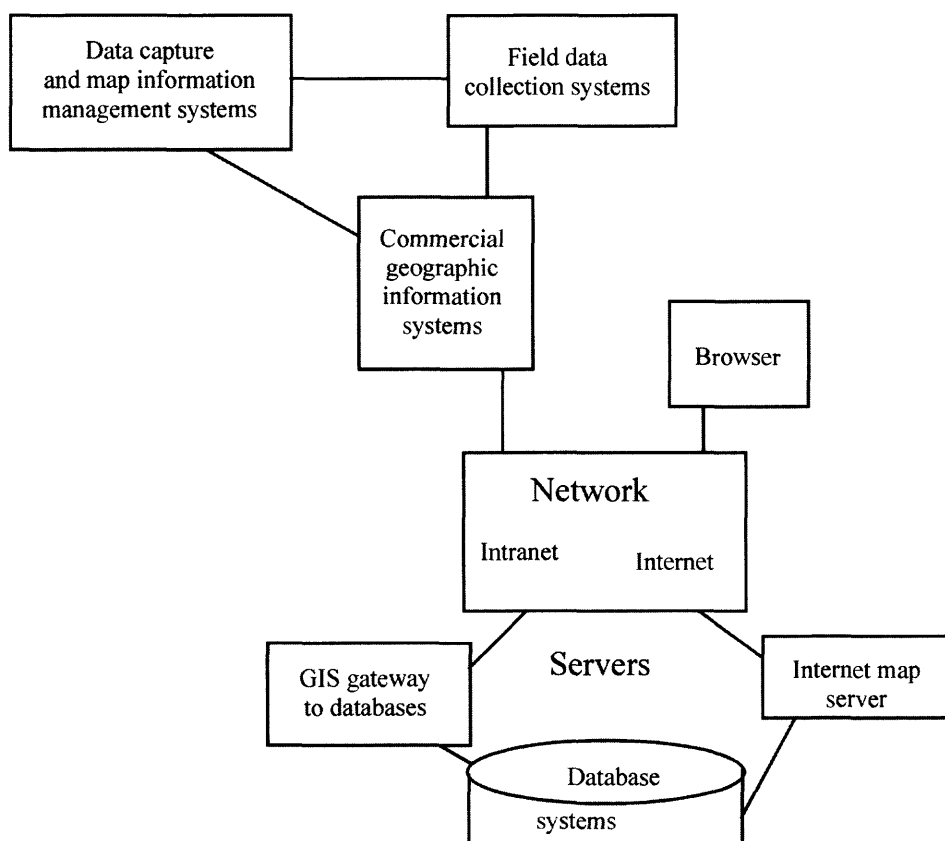 Data capture
and map information
management systems
Field data
collection systems
Commercial
geographic
information
systems
Browser
Network
Intranet
Internet
Servers
GIS gateway
to databases
Internet map
server
Database
systems